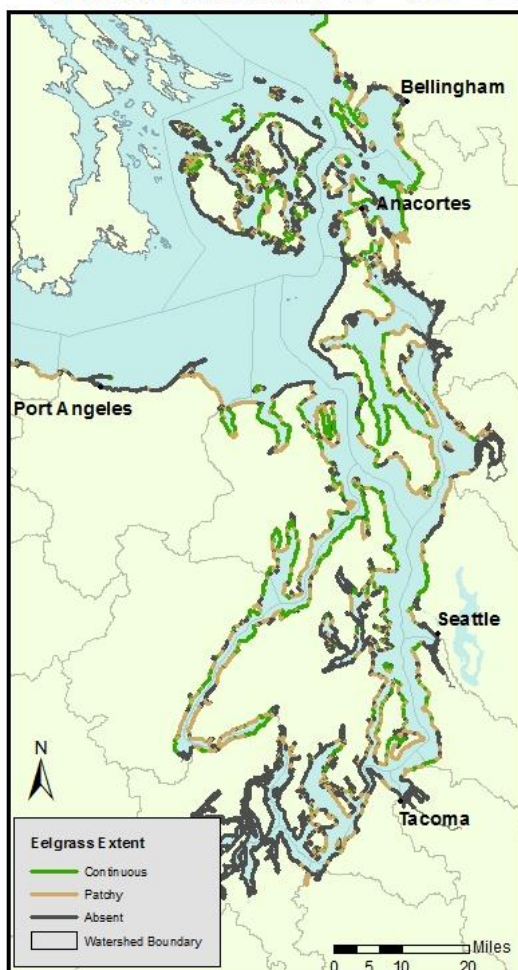 Bellingham
Anacortes
Port Angeles
Seattle
N
Tacoma
Eelgrass Extent
Continuous
Patchy
Absent
Watershed Boundary
Miles
0 5 10 20